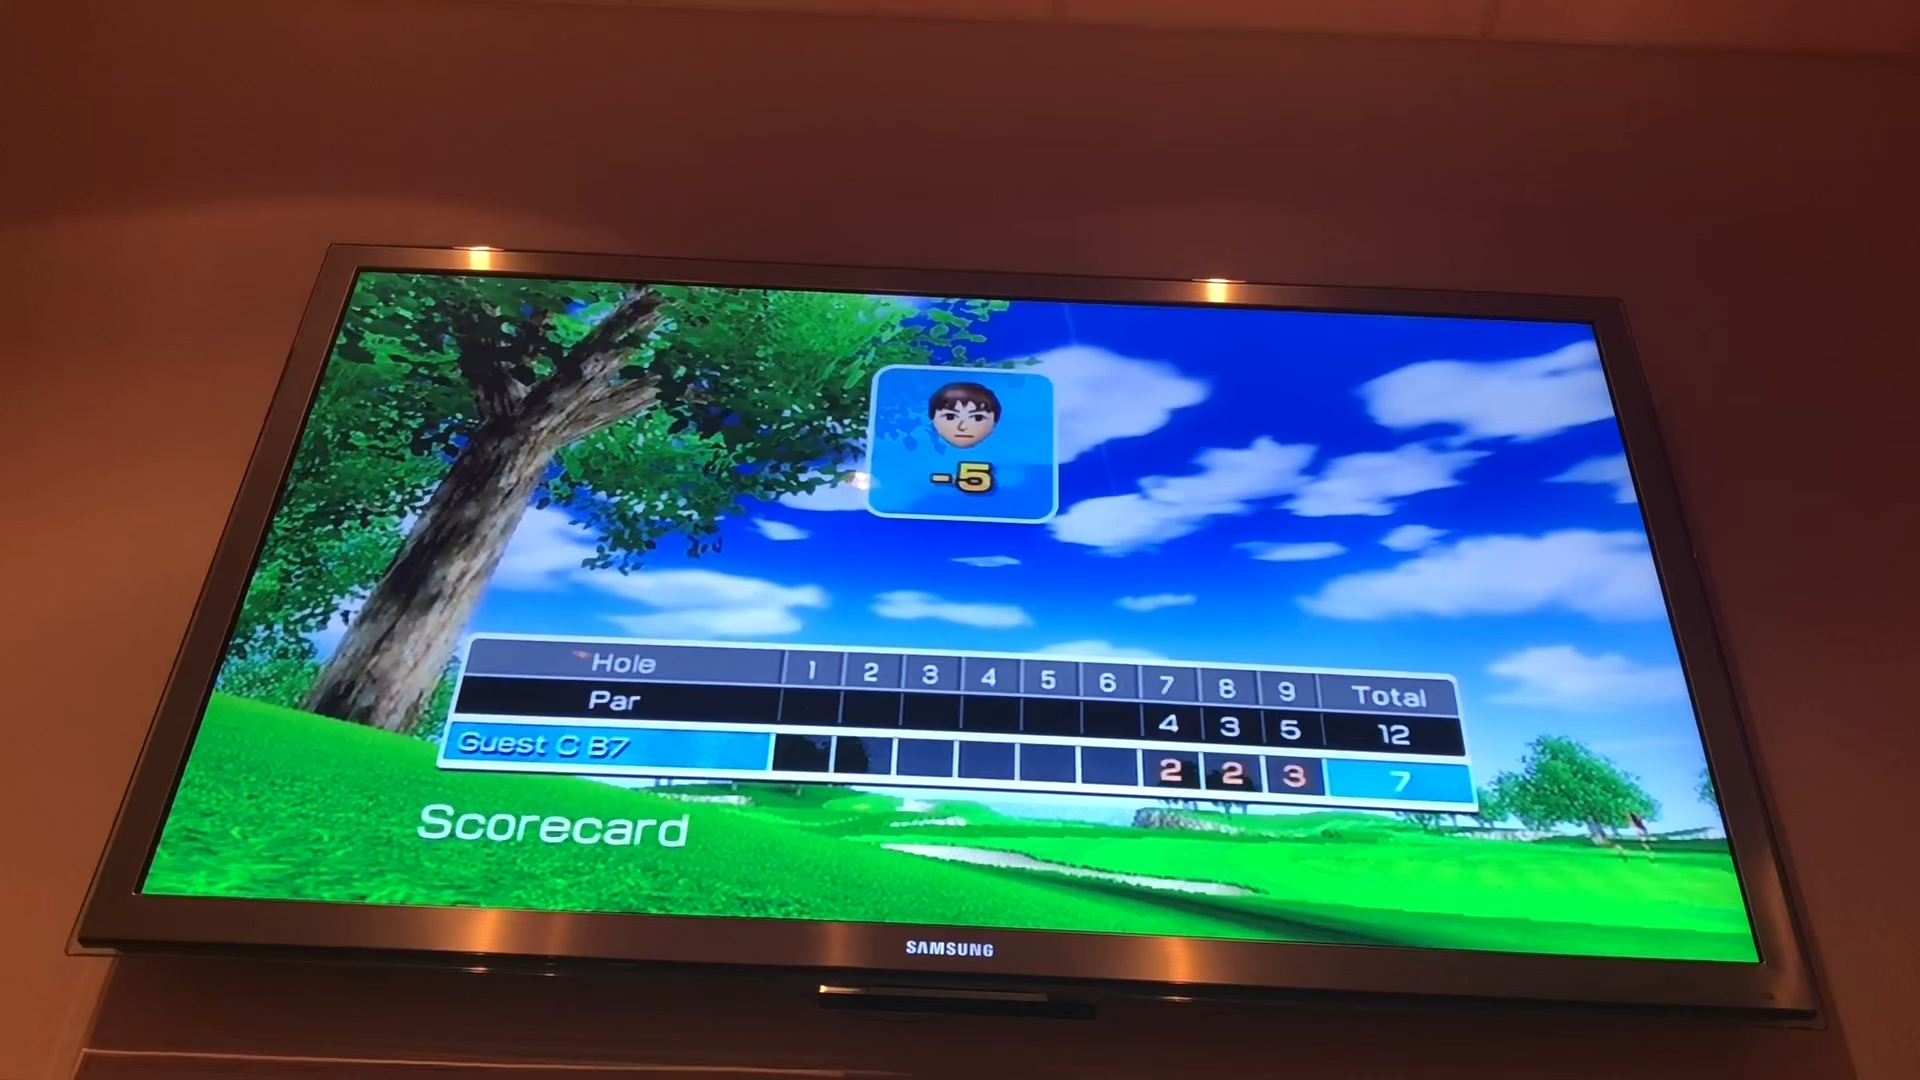 -5
Hole 1 2 3 4 5 6 7 8 9 Total
Par 4 3 5 12
Guest C B7 2 2 3 7
Scorecard
SAMSUNG